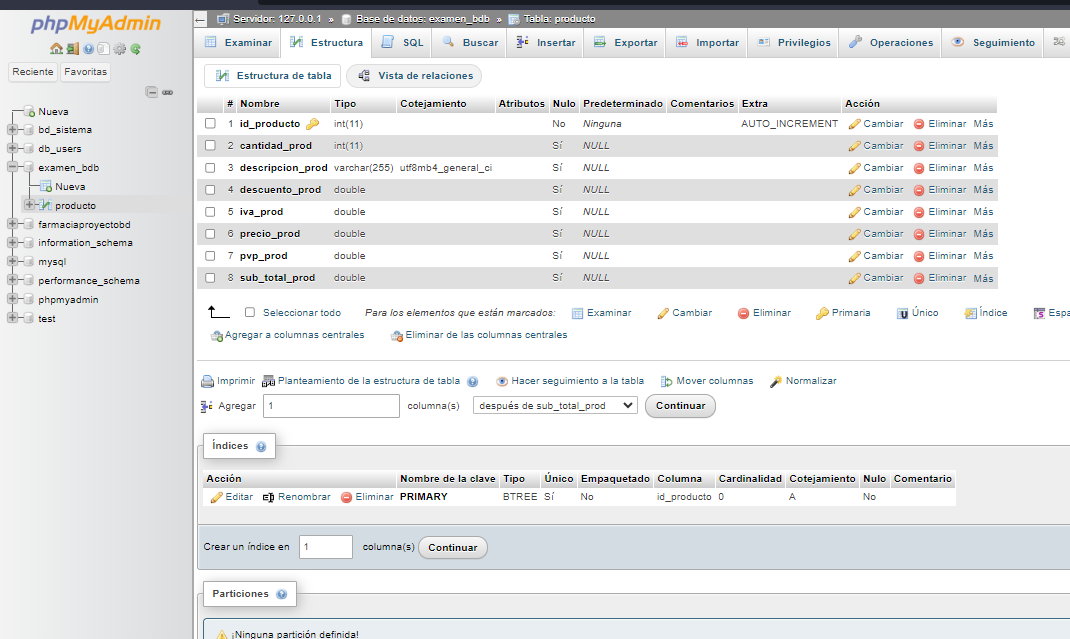 phpMyAdmin
Reciente Favoritas
Nueva
bd_sistema
db_users
examen_bdb
Nueva
producto
farmaciaproyectobd
information_schema
mysql
performance_schema
phpmyadmin
test
Servidor: 127.0.0.1 » Base de datos: examen_bdb » Tabla: producto
Examinar Estructura SQL Buscar Insertar Exportar Importar Privilegios Operaciones Seguimiento
Estructura de tabla Vista de relaciones
# Nombre Tipo Cotejamiento Atributos Nulo Predeterminado Comentarios Extra Acción
1 id_producto int(11) No Ninguna AUTO_INCREMENT Cambiar Eliminar Más
2 cantidad_prod int(11) Sí NULL Cambiar Eliminar Más
3 descripcion_prod varchar(255) utf8mb4_general_ci Sí NULL Cambiar Eliminar Más
4 descuento_prod double Sí NULL Cambiar Eliminar Más
5 iva_prod double Sí NULL Cambiar Eliminar Más
6 precio_prod double Sí NULL Cambiar Eliminar Más
7 pvp_prod double Sí NULL Cambiar Eliminar Más
8 sub_total_prod double Sí NULL Cambiar Eliminar Más
Seleccionar todo Para los elementos que están marcados: Examinar Cambiar Eliminar Primaria Único Índice Espa
Agregar a columnas centrales Eliminar de las columnas centrales
Imprimir Planteamiento de la estructura de tabla Hacer seguimiento a la tabla Mover columnas Normalizar
Agregar 1 columna(s) después de sub_total_prod Continuar
Índices
Acción Nombre de la clave Tipo Único Empaquetado Columna Cardinalidad Cotejamiento Nulo Comentario
Editar Renombrar Eliminar PRIMARY BTREE Sí No id_producto 0 A No
Crear un índice en 1 columna(s) Continuar
Particiones
¡Ninguna partición definida!